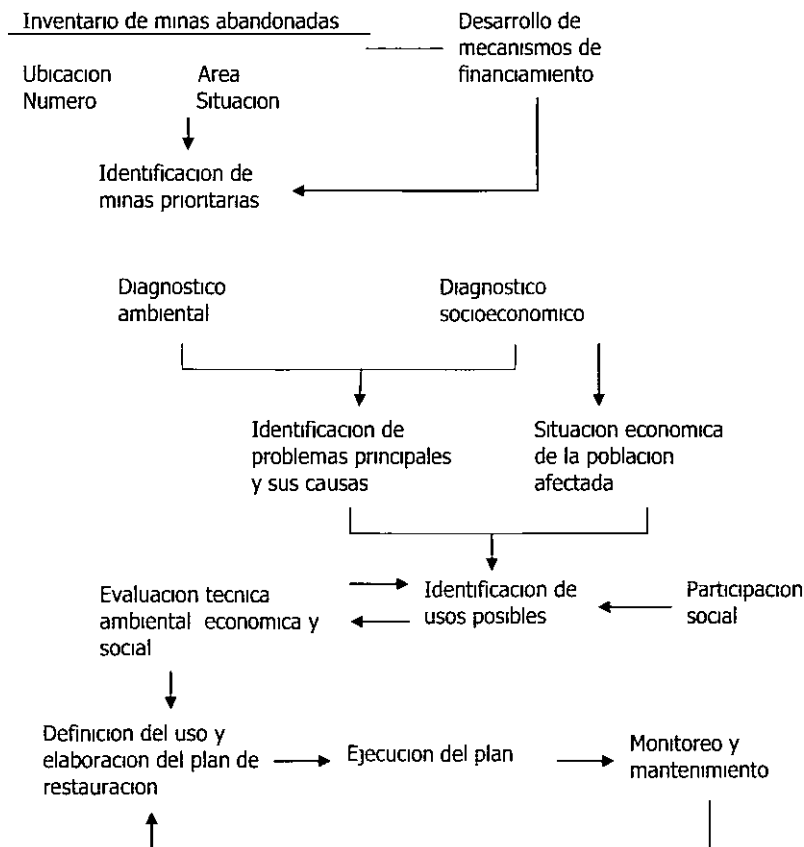 Inventario de minas abandonadas
Desarrollo de
mecanismos de
financiamiento
Ubicacion
Numero
Area
Situacion
Identificacion de
minas prioritarias
Diagnostico
ambiental
Diagnostico
socioeconomico
Identificacion de
problemas principales
y sus causas
Situacion economica
de la poblacion
afectada
Evaluacion tecnica
ambiental economica y
social
Identificacion de
usos posibles
Participacion
social
Definicion del uso y
elaboracion del plan de
restauracion
Ejecucion del plan
Monitoreo y
mantenimiento